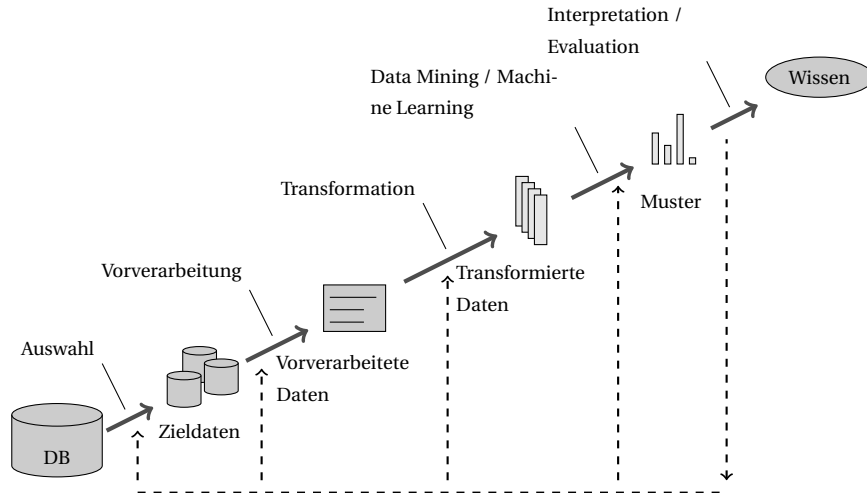 Interpretation /
Evaluation
Wissen
Data Mining / Machi-
ne Learning
Muster
Transformation
Transformierte
Daten
Vorverarbeitung
Vorverarbeitete
Daten
Auswahl
Zieldaten
DB